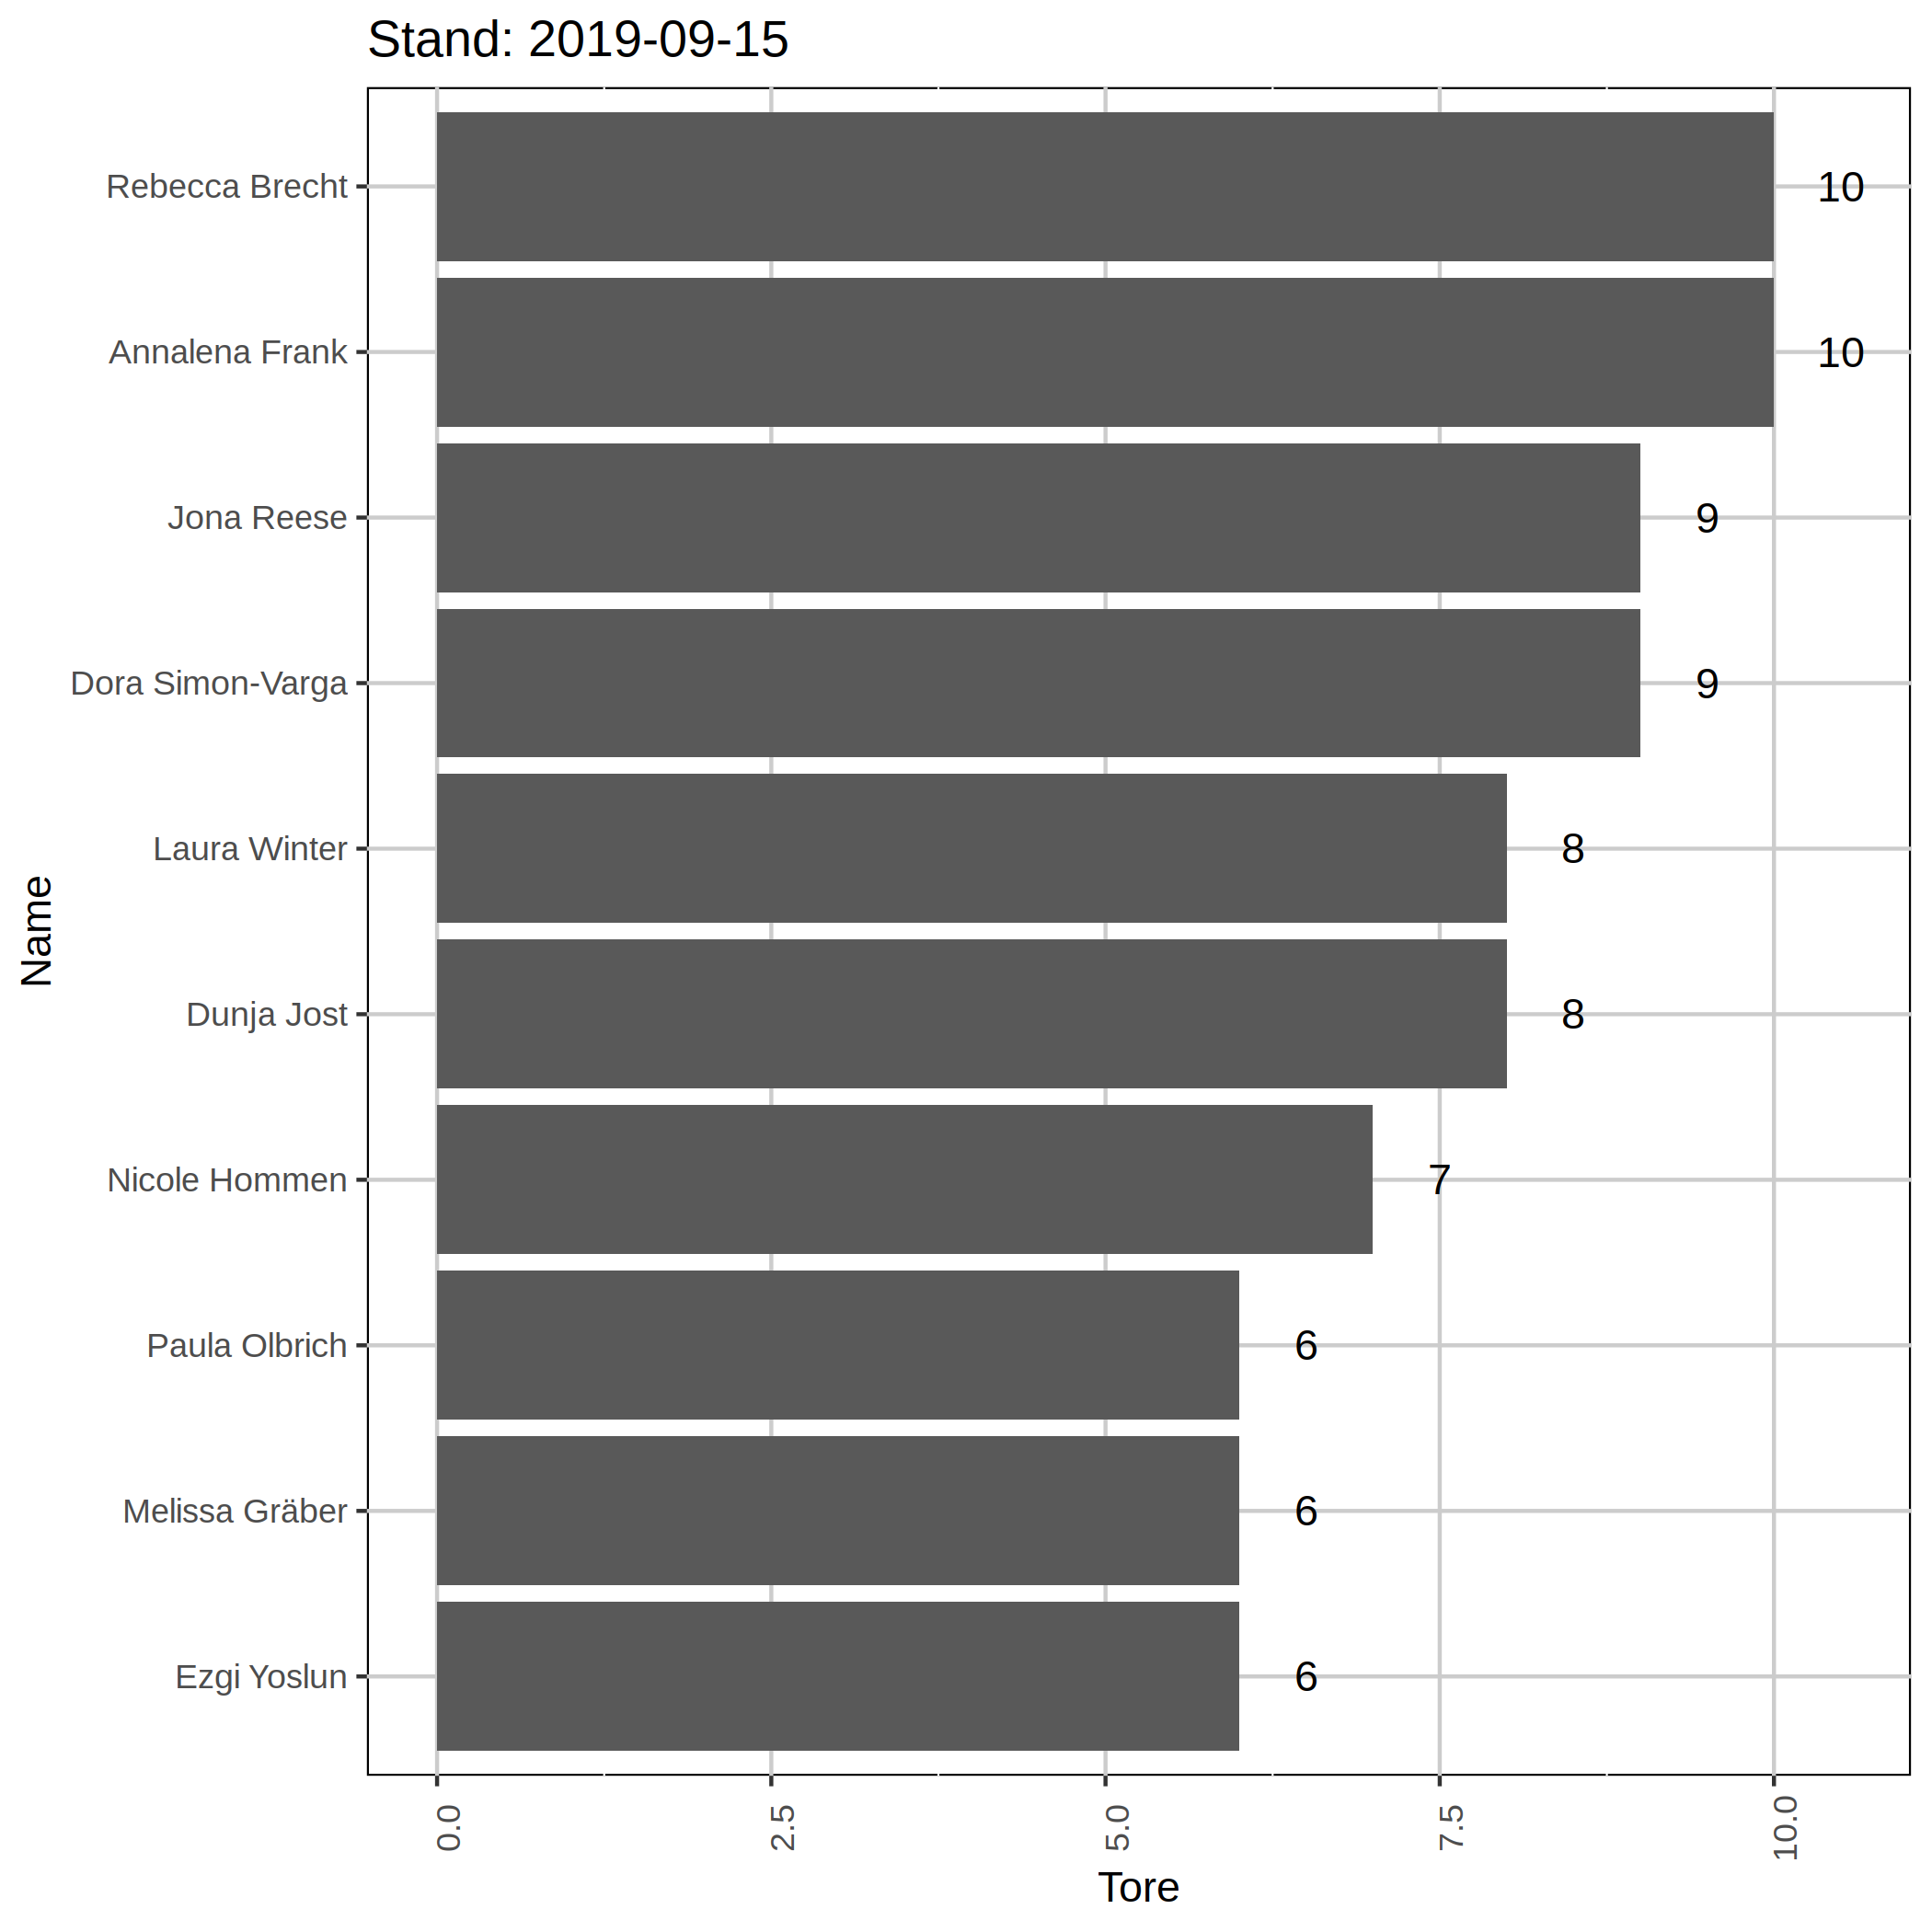 Stand: 2019-09-15
Name
Rebecca Brecht 10
Annalena Frank 10
Jona Reese 9
Dora Simon-Varga 9
Laura Winter 8
Dunja Jost 8
Nicole Hommen 7
Paula Olbrich 6
Melissa Gräber 6
Ezgi Yoslun 6
0.0 2.5 5.0 7.5 10.0
Tore